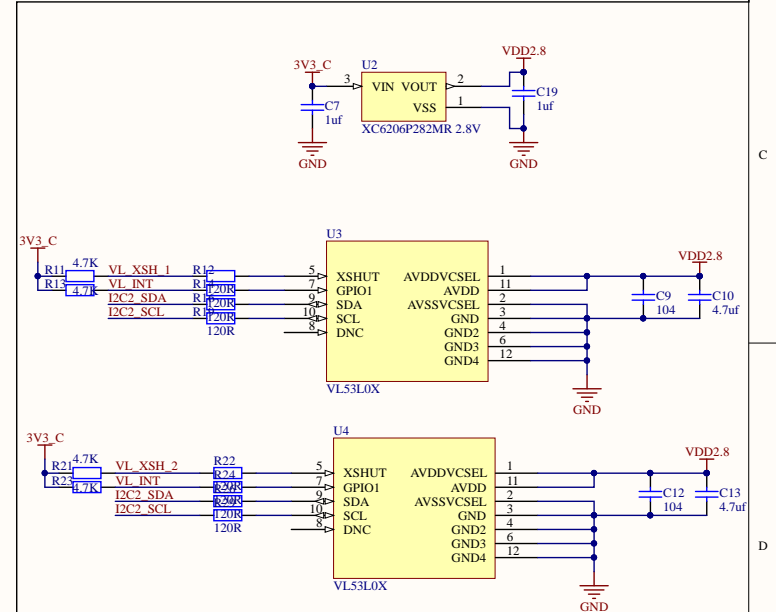 VDD2.8
U2
3V3_C
3 VIN VOUT 2
C19
1uf
C7
1uf
VSS 1
XC6206P282MR 2.8V
GND
GND
C
U3
3V3_C
VDD2.8
R11 4.7K VL_XSH_1 R12 5 XSHUT AVDDVCSEL 1
R13 4.7K VL_INT 7 GPIO1 AVDD 11
I2C2_SDA 120R 9 SDA AVSSVCSEL 2
C9
104
C10
4.7uf
I2C2_SCL 120R 10 SCL GND 3
120R 8 DNC GND2 4
GND3 6
GND4 12
VL53L0X
GND
U4
3V3_C
VDD2.8
R21 4.7K VL_XSH_2 R22 5 XSHUT AVDDVCSEL 1
R23 4.7K VL_INT R24 7 GPIO1 AVDD 11
I2C2_SDA 9 SDA AVSSVCSEL 2
C12
104
C13
4.7uf
I2C2_SCL 120R 10 SCL GND 3
120R 8 DNC GND2 4
GND3 6
GND4 12
VL53L0X
GND
D